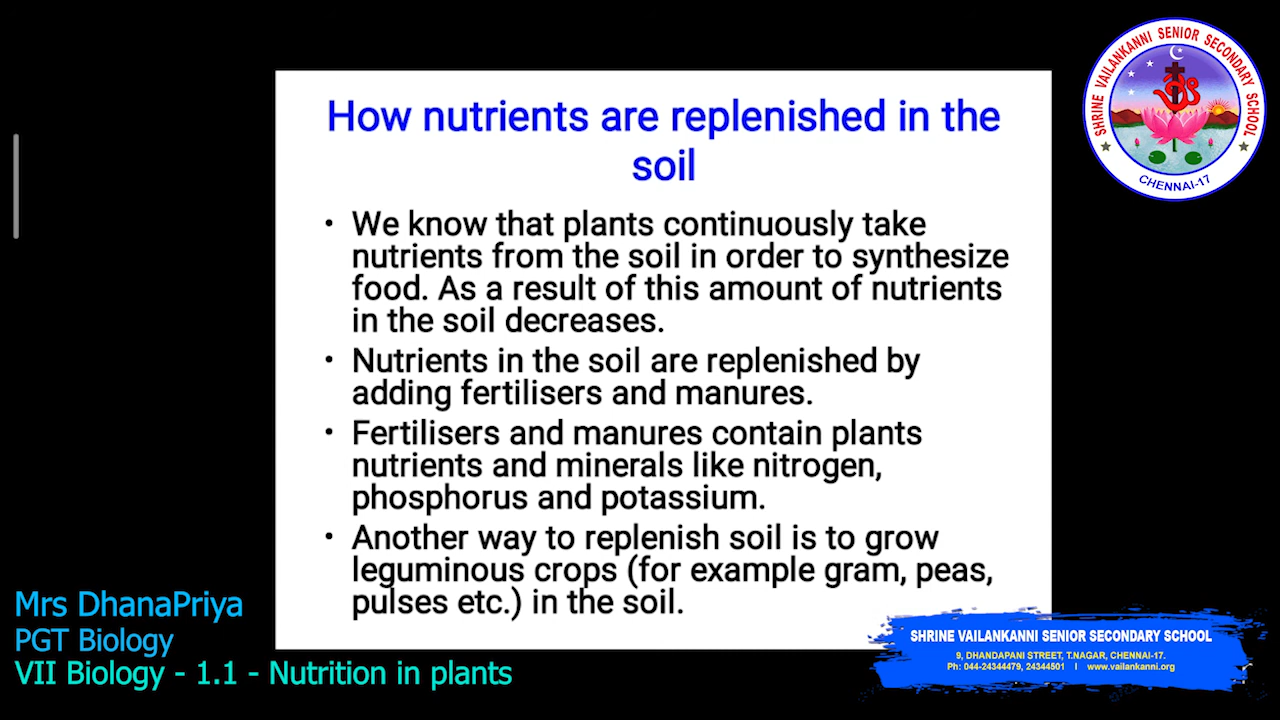 How nutrients are replenished in the
soil
• We know that plants continuously take
nutrients from the soil in order to synthesize
food. As a result of this amount of nutrients
in the soil decreases.
• Nutrients in the soil are replenished by
adding fertilisers and manures.
• Fertilisers and manures contain plants
nutrients and minerals like nitrogen,
phosphorus and potassium.
• Another way to replenish soil is to grow
leguminous crops (for example gram, peas,
pulses etc.) in the soil.
SHRINE VAILANKANNI SENIOR SECONDARY SCHOOL
CHENNAI-17
Mrs DhanaPriya
PGT Biology
VII Biology - 1.1 - Nutrition in plants
SHRINE VAILANKANNI SENIOR SECONDARY SCHOOL
9, DHANDAPANI STREET, T.NAGAR, CHENNAI-17.
Ph: 044-24344479, 24344501 I www.vailankanni.org